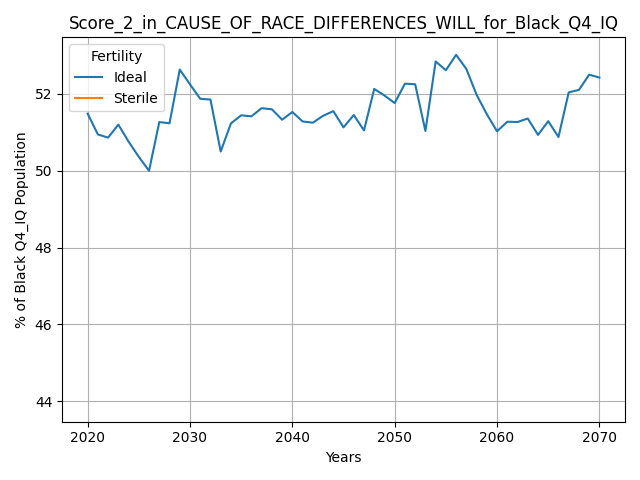 Score_2_in_CAUSE_OF_RACE_DIFFERENCES_WILL_for_Black_Q4_IQ
Fertility
Ideal
Sterile
% of Black Q4_IQ Population
52
50
48
46
44
2020 2030 2040 2050 2060 2070
Years